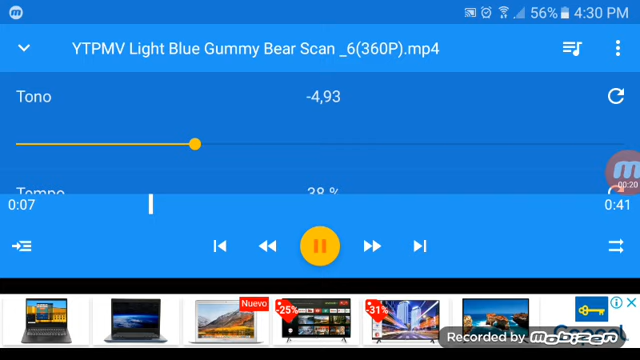 56% 4:30 PM
YTPMV Light Blue Gummy Bear Scan _6(360P).mp4
Tono -4,93
Tempo 38 %
00:20
0:07 0:41
Nuevo
-25%
-31%
Recorded by mobizen